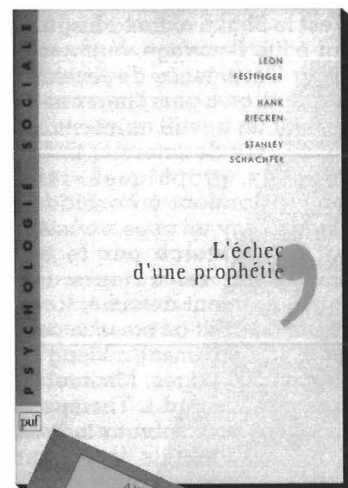 PSYCHOLOGIE SOCIALE
LEON
FESTINGER
HANK
RIECKEN
STANLEY
SCHACHTER
L'échec
d'une prophétie
puf